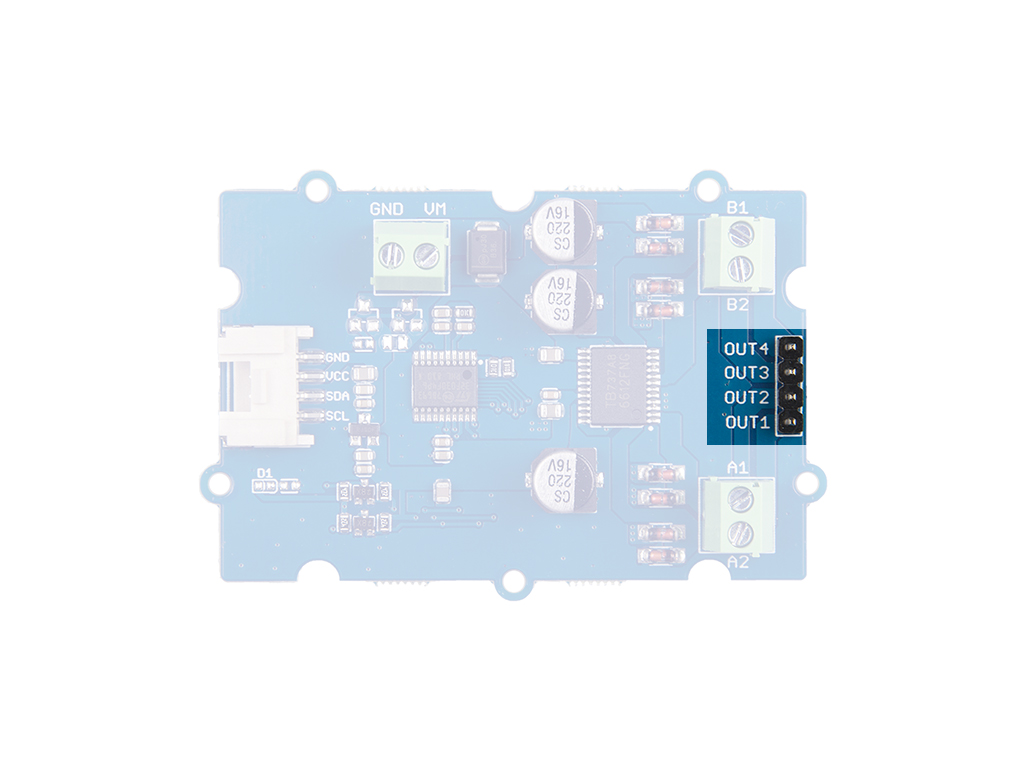 GND VM
B1
B2
CS
220
16V
CS
220
16V
GND
VCC
SDA
SCL
OUT4
OUT3
OUT2
OUT1
CS
220
16V
D1
A1
A2